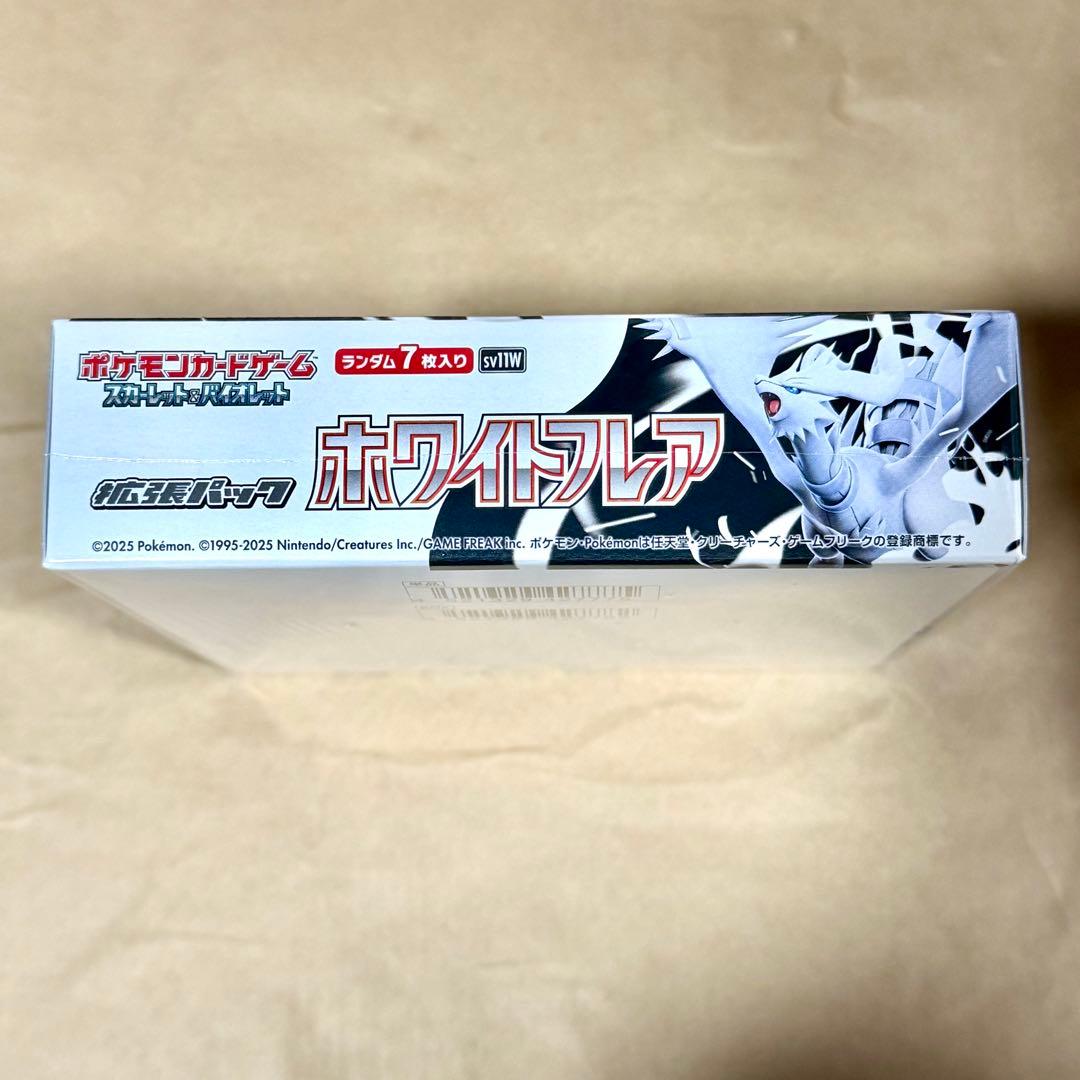 ポケモンカードゲーム
スカーレット&バイオレット
ランダム7枚入り
sv11W
拡張パック
ホワイトフレア
©2025 Pokémon. ©1995-2025 Nintendo/Creatures Inc./GAME FREAK inc. ポケモン・Pokémonは任天堂・クリーチャーズ・ゲームフリークの登録商標です。